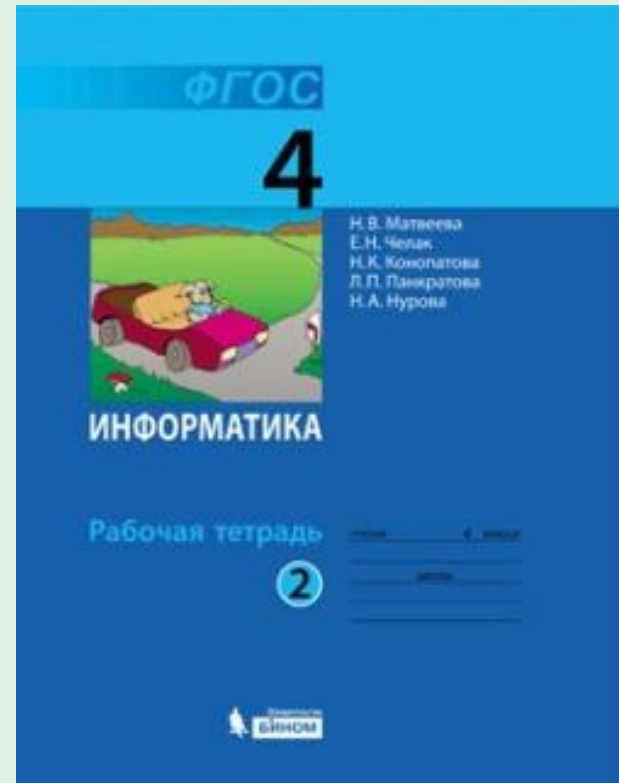 ФГОС
4
Н. В. Матвеева
Е. Н. Челак
Н. К. Конопатова
Л. П. Панкратова
Н. А. Нурова
ИНФОРМАТИКА
Рабочая тетрадь
2
БИНОМ